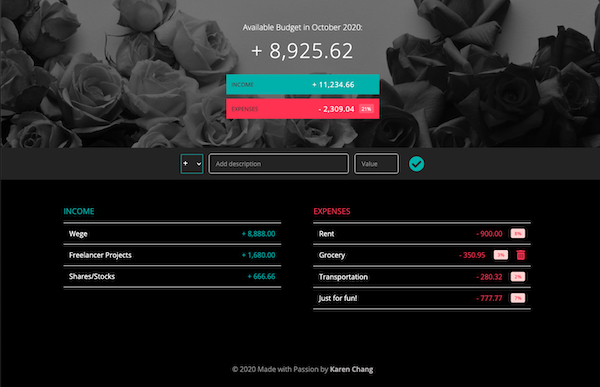 Available Budget in October 2020:
+ 8,925.62
INCOME + 11,234.66
EXPENSES - 2,309.04 21%
+ Add description Value
INCOME
Wege + 8,888.00
Freelancer Projects + 1,680.00
Shares/Stocks + 666.66
EXPENSES
Rent - 900.00 8%
Grocery - 350.95 3%
Transportation - 280.32 2%
Just for fun! - 777.77 7%
© 2020 Made with Passion by Karen Chang